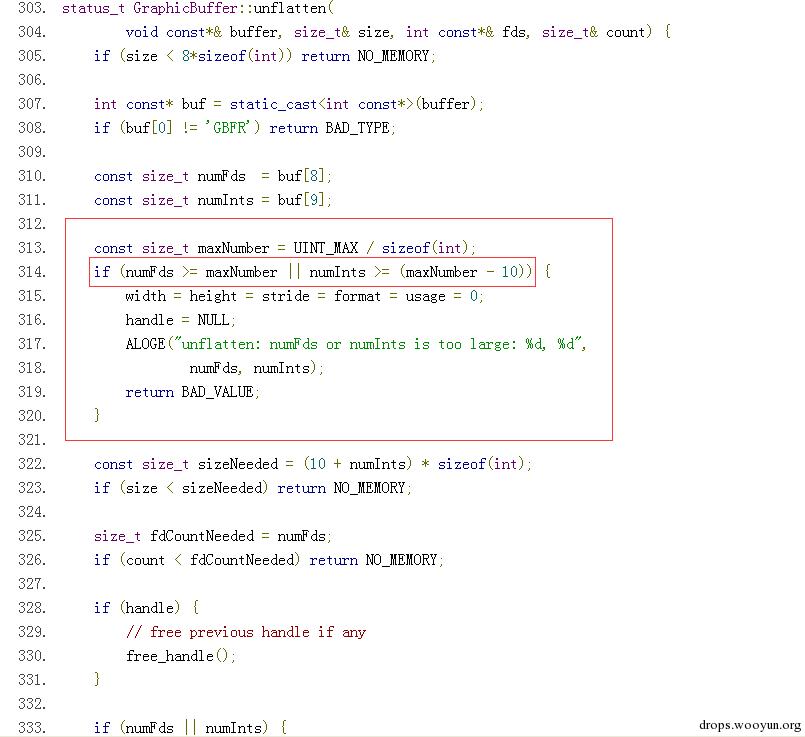 303. status_t GraphicBuffer::unflatten(
304. void const*& buffer, size_t& size, int const*& fds, size_t& count) {
305. if (size < 8*sizeof(int)) return NO_MEMORY;
306.
307. int const* buf = static_cast<int const*>(buffer);
308. if (buf[0] != 'GBFR') return BAD_TYPE;
309.
310. const size_t numFds = buf[8];
311. const size_t numInts = buf[9];
312.
313. const size_t maxNumber = UINT_MAX / sizeof(int);
314. if (numFds >= maxNumber || numInts >= (maxNumber - 10)) {
315. width = height = stride = format = usage = 0;
316. handle = NULL;
317. ALOGE("unflatten: numFds or numInts is too large: %d, %d",
318. numFds, numInts);
319. return BAD_VALUE;
320. }
321.
322. const size_t sizeNeeded = (10 + numInts) * sizeof(int);
323. if (size < sizeNeeded) return NO_MEMORY;
324.
325. size_t fdCountNeeded = numFds;
326. if (count < fdCountNeeded) return NO_MEMORY;
327.
328. if (handle) {
329. // free previous handle if any
330. free_handle();
331. }
332.
333. if (numFds || numInts) {
drops.wooyun.org